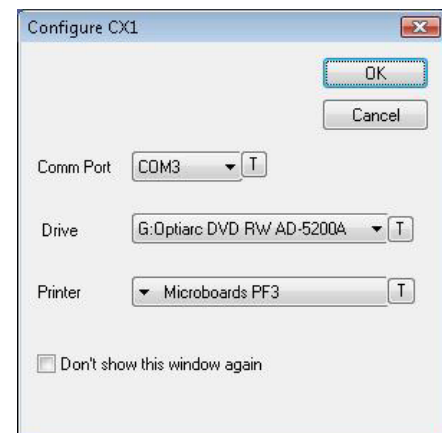 Configure CX1
OK
Cancel
Comm Port COM3 T
Drive G:Optiarc DVD RW AD-5200A T
Printer Microboards PF3 T
Don't show this window again